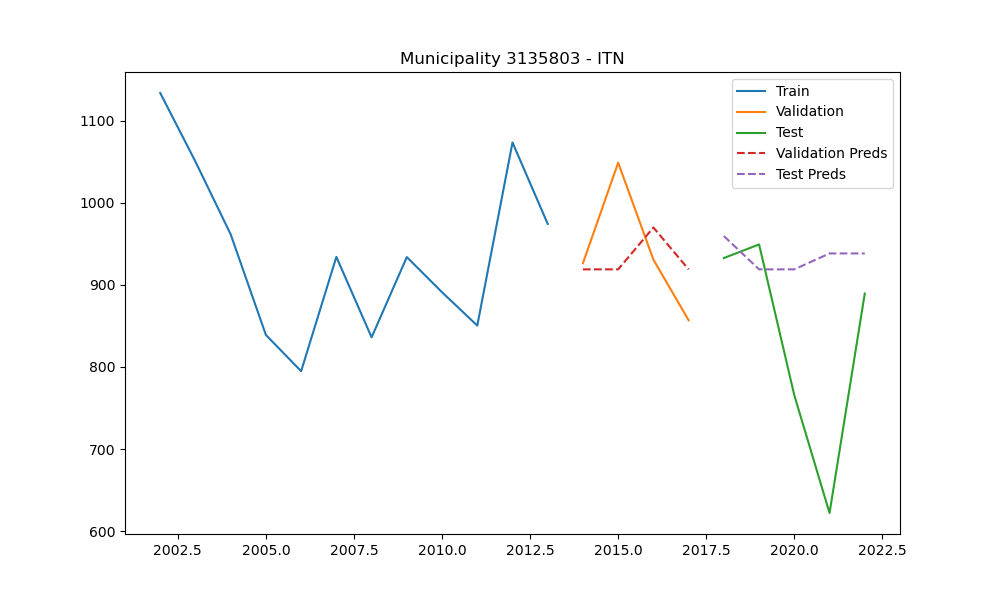 Municipality 3135803 - ITN
Train
Validation
Test
Validation Preds
Test Preds
1100
1000
900
800
700
600
2002.5 2005.0 2007.5 2010.0 2012.5 2015.0 2017.5 2020.0 2022.5